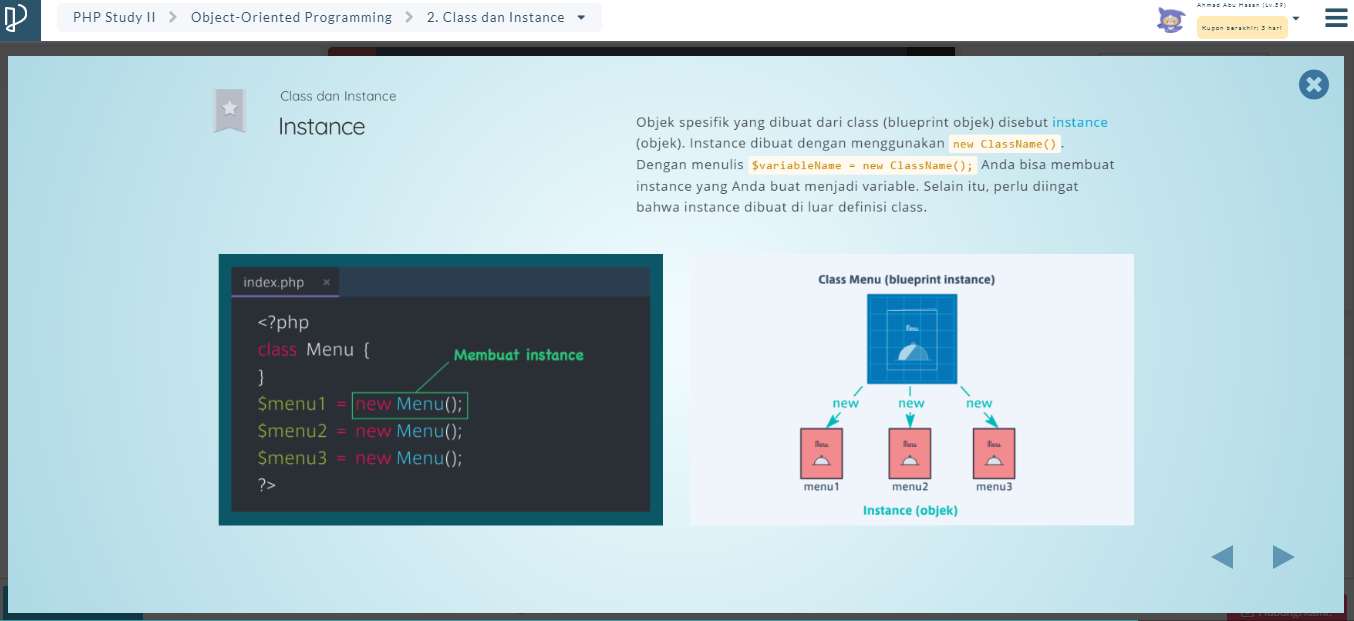 PHP Study II
Object-Oriented Programming
2. Class dan Instance
Ahmad Abu Hasan (Lv.59)
Kupon berakhir: 3 hari
Class dan Instance
Instance
Objek spesifik yang dibuat dari class (blueprint objek) disebut instance
(objek). Instance dibuat dengan menggunakan new ClassName().
Dengan menulis $variableName = new ClassName(); Anda bisa membuat
instance yang Anda buat menjadi variable. Selain itu, perlu diingat
bahwa instance dibuat di luar definisi class.
index.php ×
<?php
class Menu {
}
$menu1 = new Menu();
$menu2 = new Menu();
$menu3 = new Menu();
?>
Membuat instance
Class Menu (blueprint instance)
Menu
new new new
Menu Menu Menu
menu1 menu2 menu3
Instance (objek)